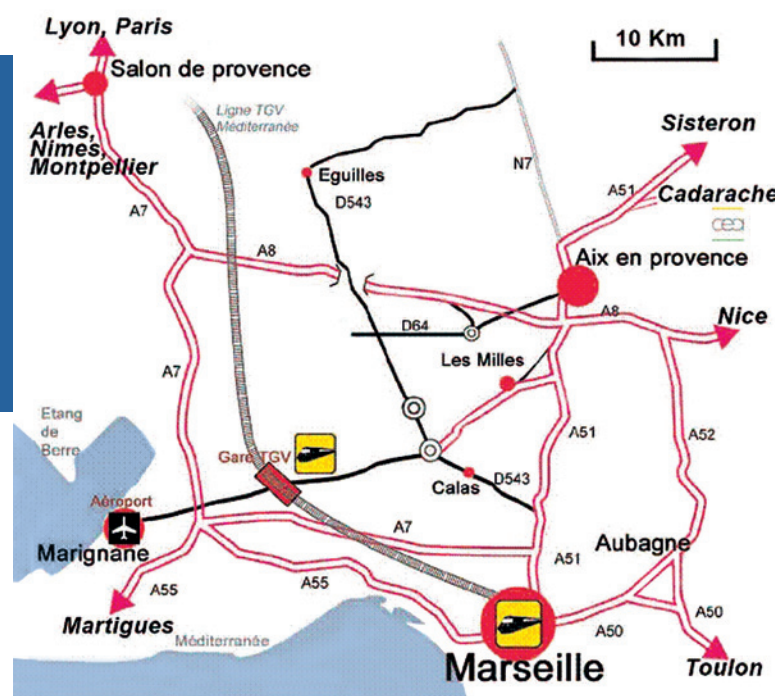 Lyon, Paris
10 Km
Salon de provence
Ligne TGV
Méditerranée
Sisteron
Arles,
Nimes,
Montpellier
N7
Eguilles
A51
Cadarache
cea
D543
A7
A8
Aix en provence
D64
A8
Nice
Les Milles
A7
Etang
de
Berre
A51
A52
Gare TGV
Calas
D543
Aéroport
Marignane
A7
A51
Aubagne
A55
A55
Martigues
Méditerranée
A50
A50
Marseille
Toulon